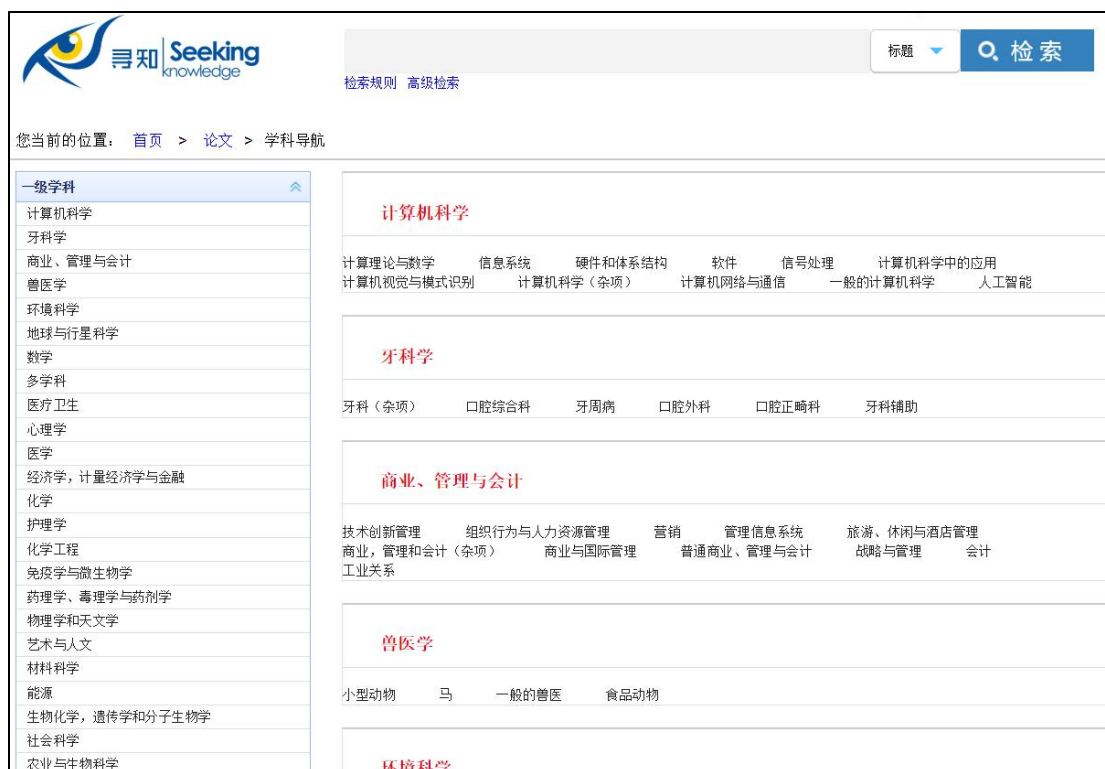 寻知 Seeking knowledge
标题 检索
检索规则 高级检索
您当前的位置： 首页 > 论文 > 学科导航
一级学科
计算机科学
牙科学
商业、管理与会计
兽医学
环境科学
地球与行星科学
数学
多学科
医疗卫生
心理学
医学
经济学，计量经济学与金融
化学
护理学
化学工程
免疫学与微生物学
药理学、毒理学与药剂学
物理学和天文学
艺术与人文
材料科学
能源
生物化学，遗传学和分子生物学
社会科学
农业与生物科学
计算机科学
计算理论与数学 信息系统 硬件和体系结构 软件 信号处理 计算机科学中的应用
计算机视觉与模式识别 计算机科学（杂项） 计算机网络与通信 一般的计算机科学 人工智能
牙科学
牙科（杂项） 口腔综合科 牙周病 口腔外科 口腔正畸科 牙科辅助
商业、管理与会计
技术创新管理 组织行为与人力资源管理 营销 管理信息系统 旅游、休闲与酒店管理
商业，管理和会计（杂项） 商业与国际管理 普通商业、管理与会计 战略与管理 会计
工业关系
兽医学
小型动物 马 一般的兽医 食品动物
环境科学